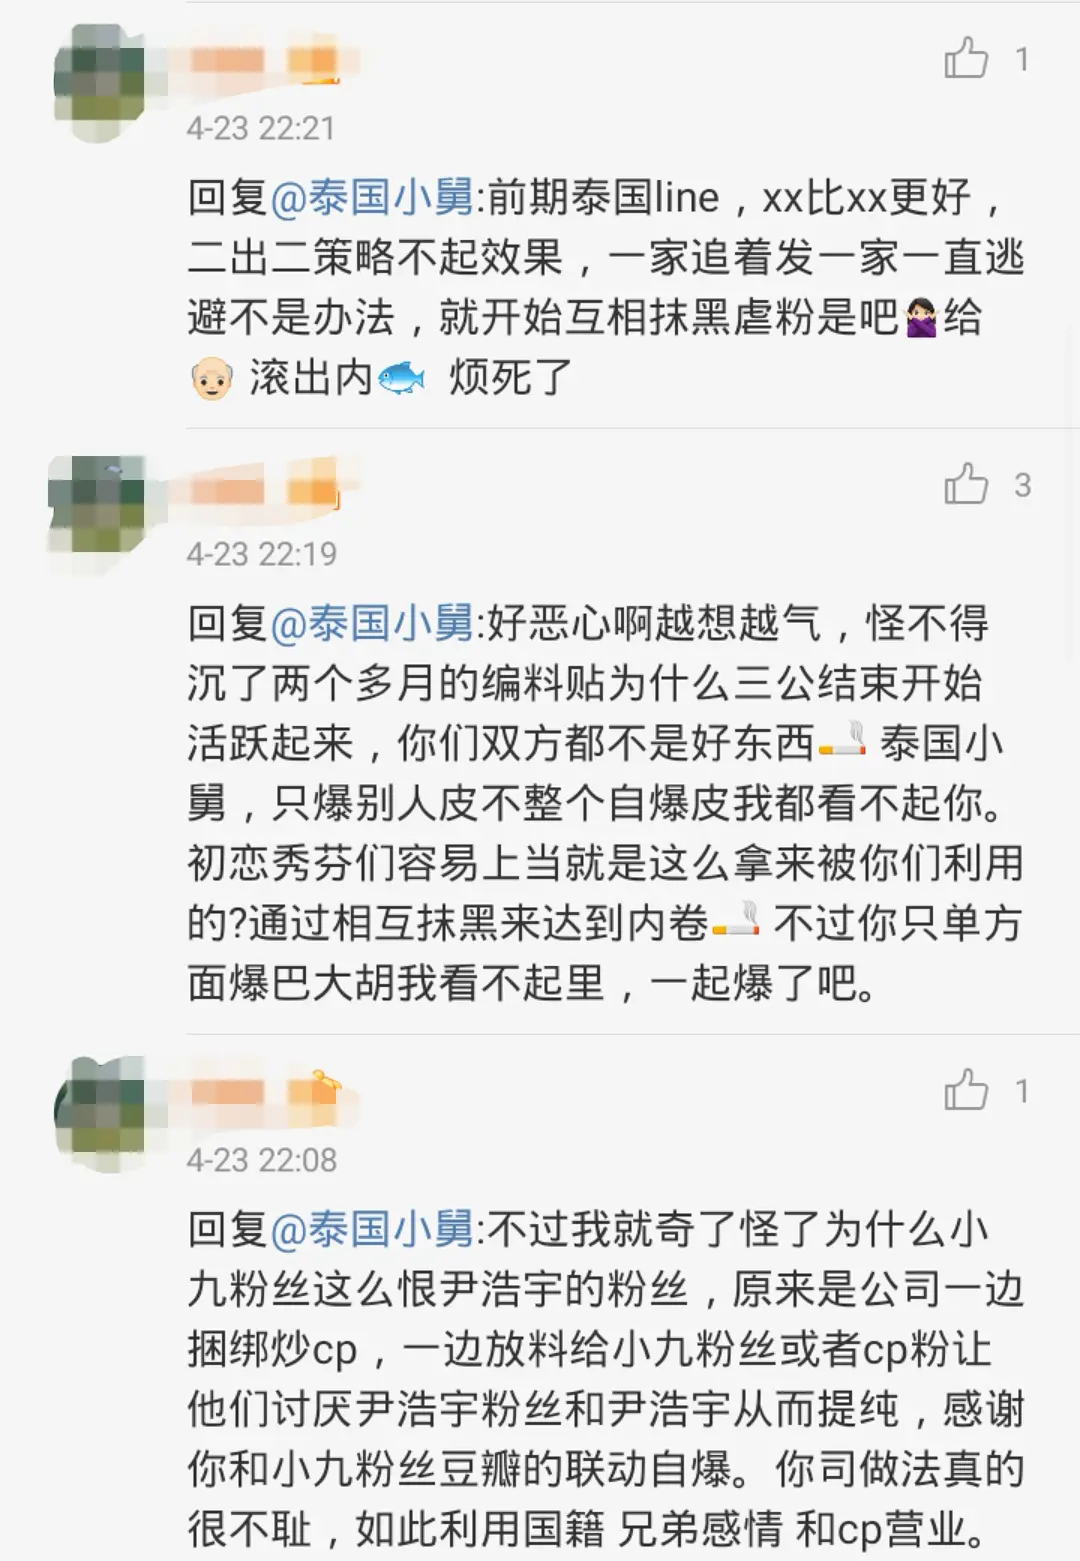 1
4-23 22:21
回复@泰国小舅:前期泰国line，xx比xx更好，
二出二策略不起效果，一家追着发一家一直逃
避不是办法，就开始互相抹黑虐粉是吧🙅🏻‍♀️给
👴🏻 滚出内🐟 烦死了
3
4-23 22:19
回复@泰国小舅:好恶心啊越想越气，怪不得
沉了两个多月的编料贴为什么三公结束开始
活跃起来，你们双方都不是好东西🚬 泰国小
舅，只爆别人皮不整个自爆皮我都看不起你。
初恋秀芬们容易上当就是这么拿来被你们利用
的?通过相互抹黑来达到内卷🚬 不过你只单方
面爆巴大胡我看不起里，一起爆了吧。
1
4-23 22:08
回复@泰国小舅:不过我就奇了怪了为什么小
九粉丝这么恨尹浩宇的粉丝，原来是公司一边
捆绑炒cp，一边放料给小九粉丝或者cp粉让
他们讨厌尹浩宇粉丝和尹浩宇从而提纯，感谢
你和小九粉丝豆瓣的联动自爆。你司做法真的
很不耻，如此利用国籍 兄弟感情 和cp营业。